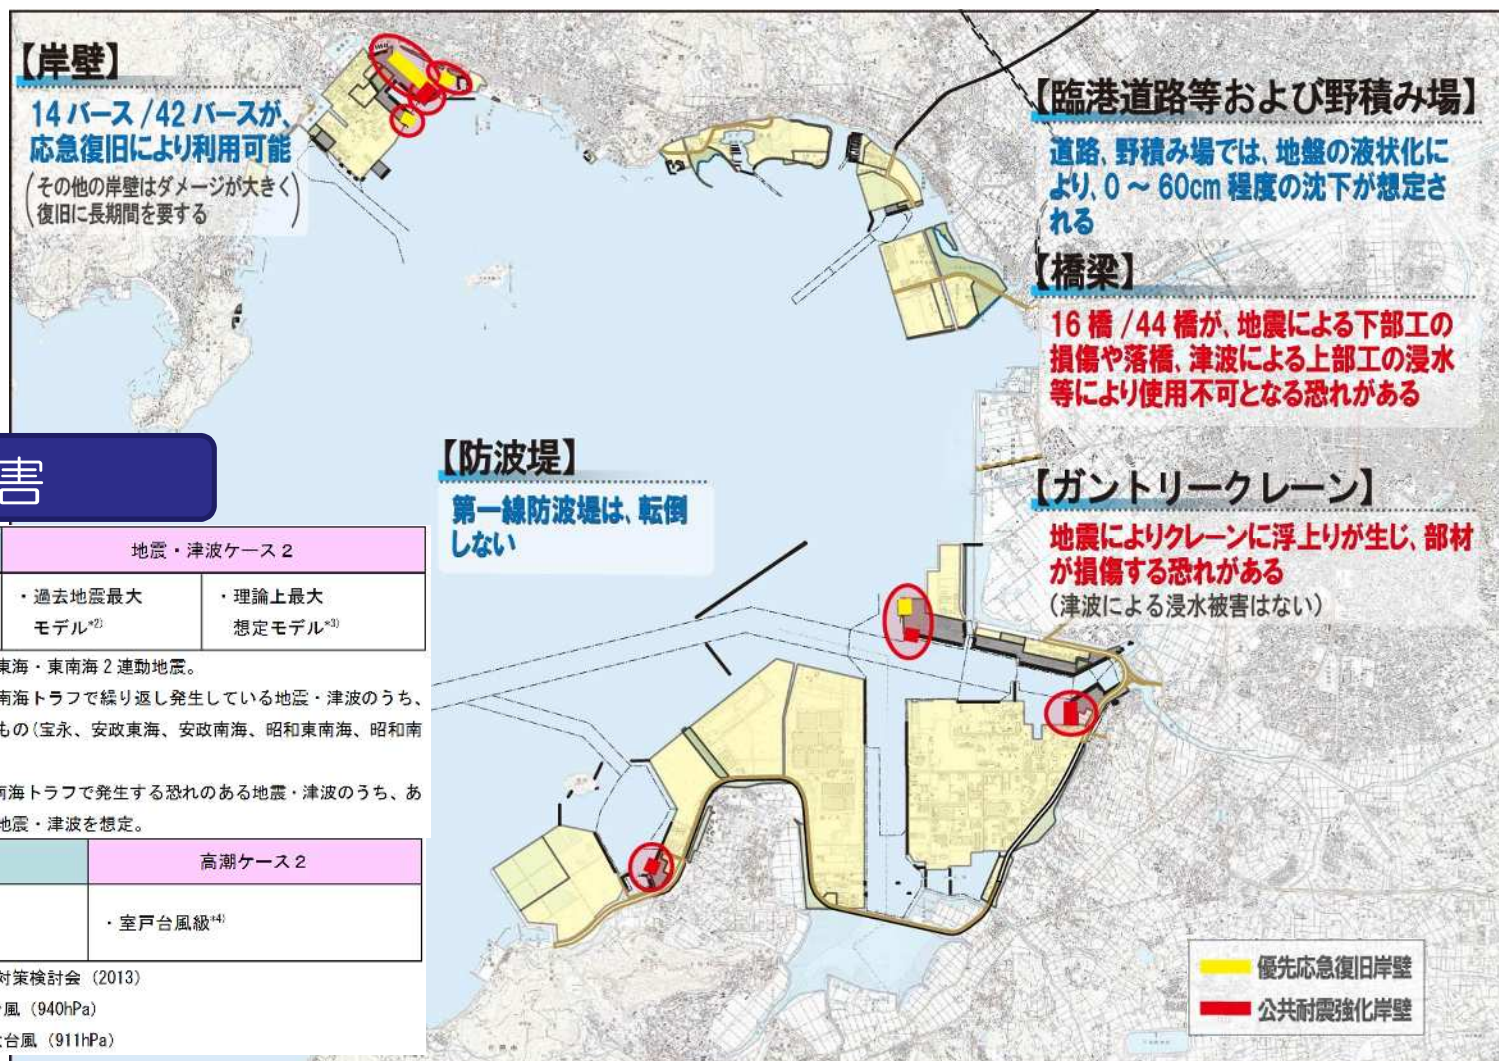 【岸壁】
14 バース /42 バースが、
応急復旧により利用可能
(その他の岸壁はダメージが大きく
復旧に長期間を要する)
【臨港道路等および野積み場】
道路、野積み場では、地盤の液状化に
より、0 ～ 60cm 程度の沈下が想定さ
れる
【橋梁】
16 橋 /44 橋が、地震による下部工の
損傷や落橋、津波による上部工の浸水
等により使用不可となる恐れがある
【防波堤】
第一線防波堤は、転倒
しない
【ガントリークレーン】
地震によりクレーンに浮上りが生じ、部材
が損傷する恐れがある
(津波による浸水被害はない)
害
地震・津波ケース２
・過去地震最大
モデル*2)
・理論上最大
想定モデル*3)
東海・東南海２連動地震。
南海トラフで繰り返し発生している地震・津波のうち、
もの(宝永、安政東海、安政南海、昭和東南海、昭和南
南海トラフで発生する恐れのある地震・津波のうち、あ
地震・津波を想定。
高潮ケース２
・室戸台風級*4)
対策検討会（2013）
風（940hPa）
台風（911hPa）
優先応急復旧岸壁
公共耐震強化岸壁